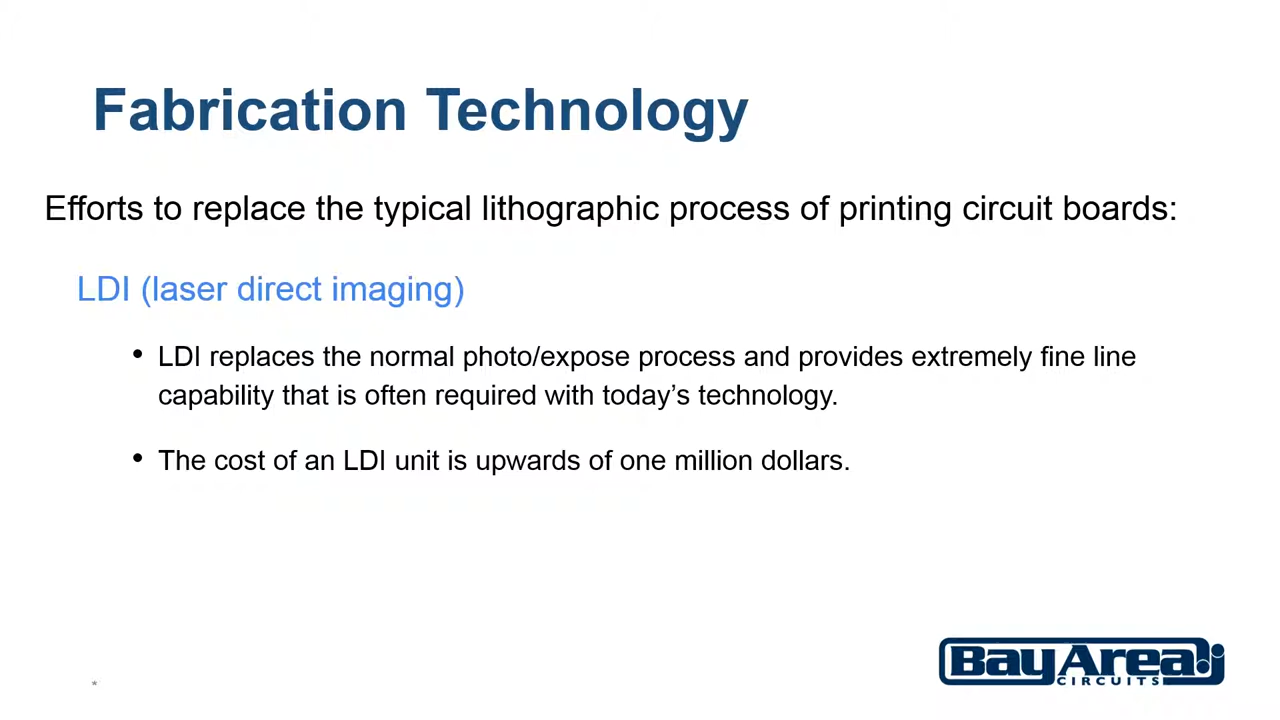 Fabrication Technology
Efforts to replace the typical lithographic process of printing circuit boards:
LDI (laser direct imaging)
• LDI replaces the normal photo/expose process and provides extremely fine line
capability that is often required with today’s technology.
• The cost of an LDI unit is upwards of one million dollars.
BayArea
CIRCUITS
*